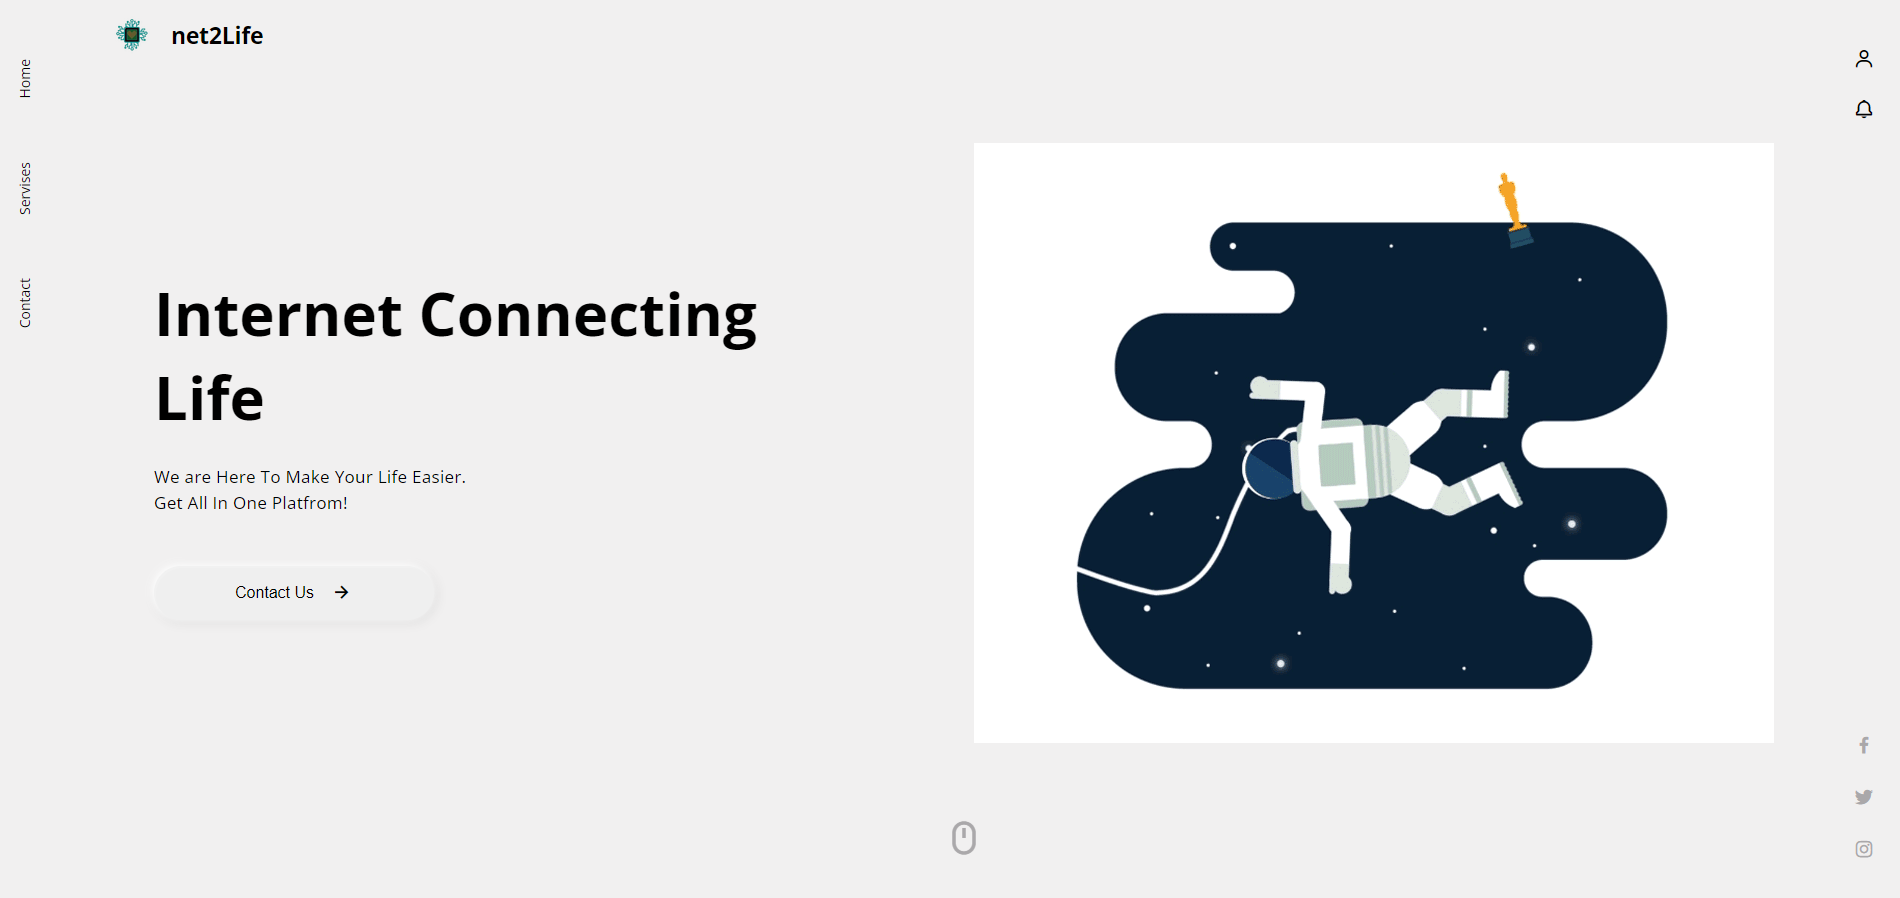 net2Life
Home
Servises
Contact
Internet Connecting
Life
We are Here To Make Your Life Easier.
Get All In One Platfrom!
Contact Us